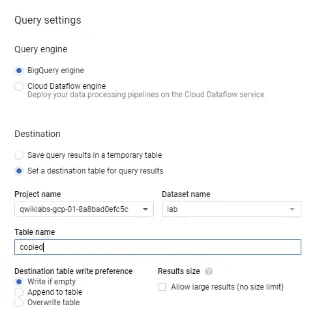 Query settings
Query engine
BigQuery engine
Cloud Dataflow engine
Deploy your data processing pipelines on the Cloud Dataflow service.
Destination
Save query results in a temporary table
Set a destination table for query results
Project name Dataset name
qwiklabs-gcp-01-8a8bad0efc5c lab
Table name
copied
Destination table write preference Results size
Write if empty Allow large results (no size limit)
Append to table
Overwrite table